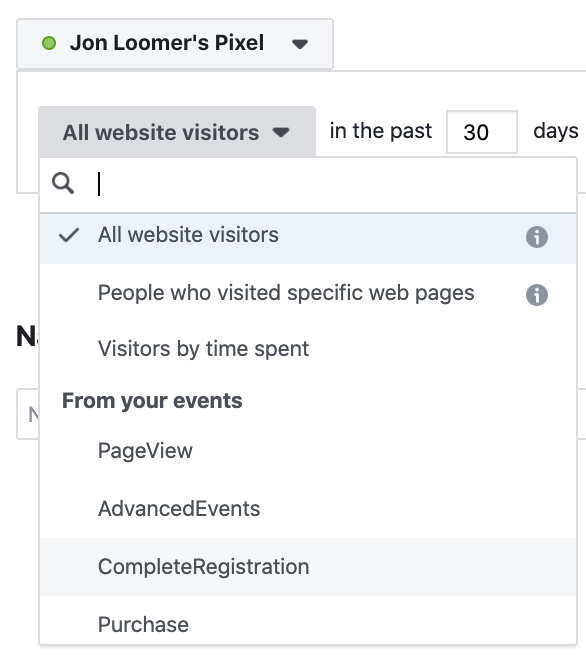 Jon Loomer's Pixel
All website visitors in the past 30 days
All website visitors
People who visited specific web pages
Visitors by time spent
From your events
PageView
AdvancedEvents
CompleteRegistration
Purchase